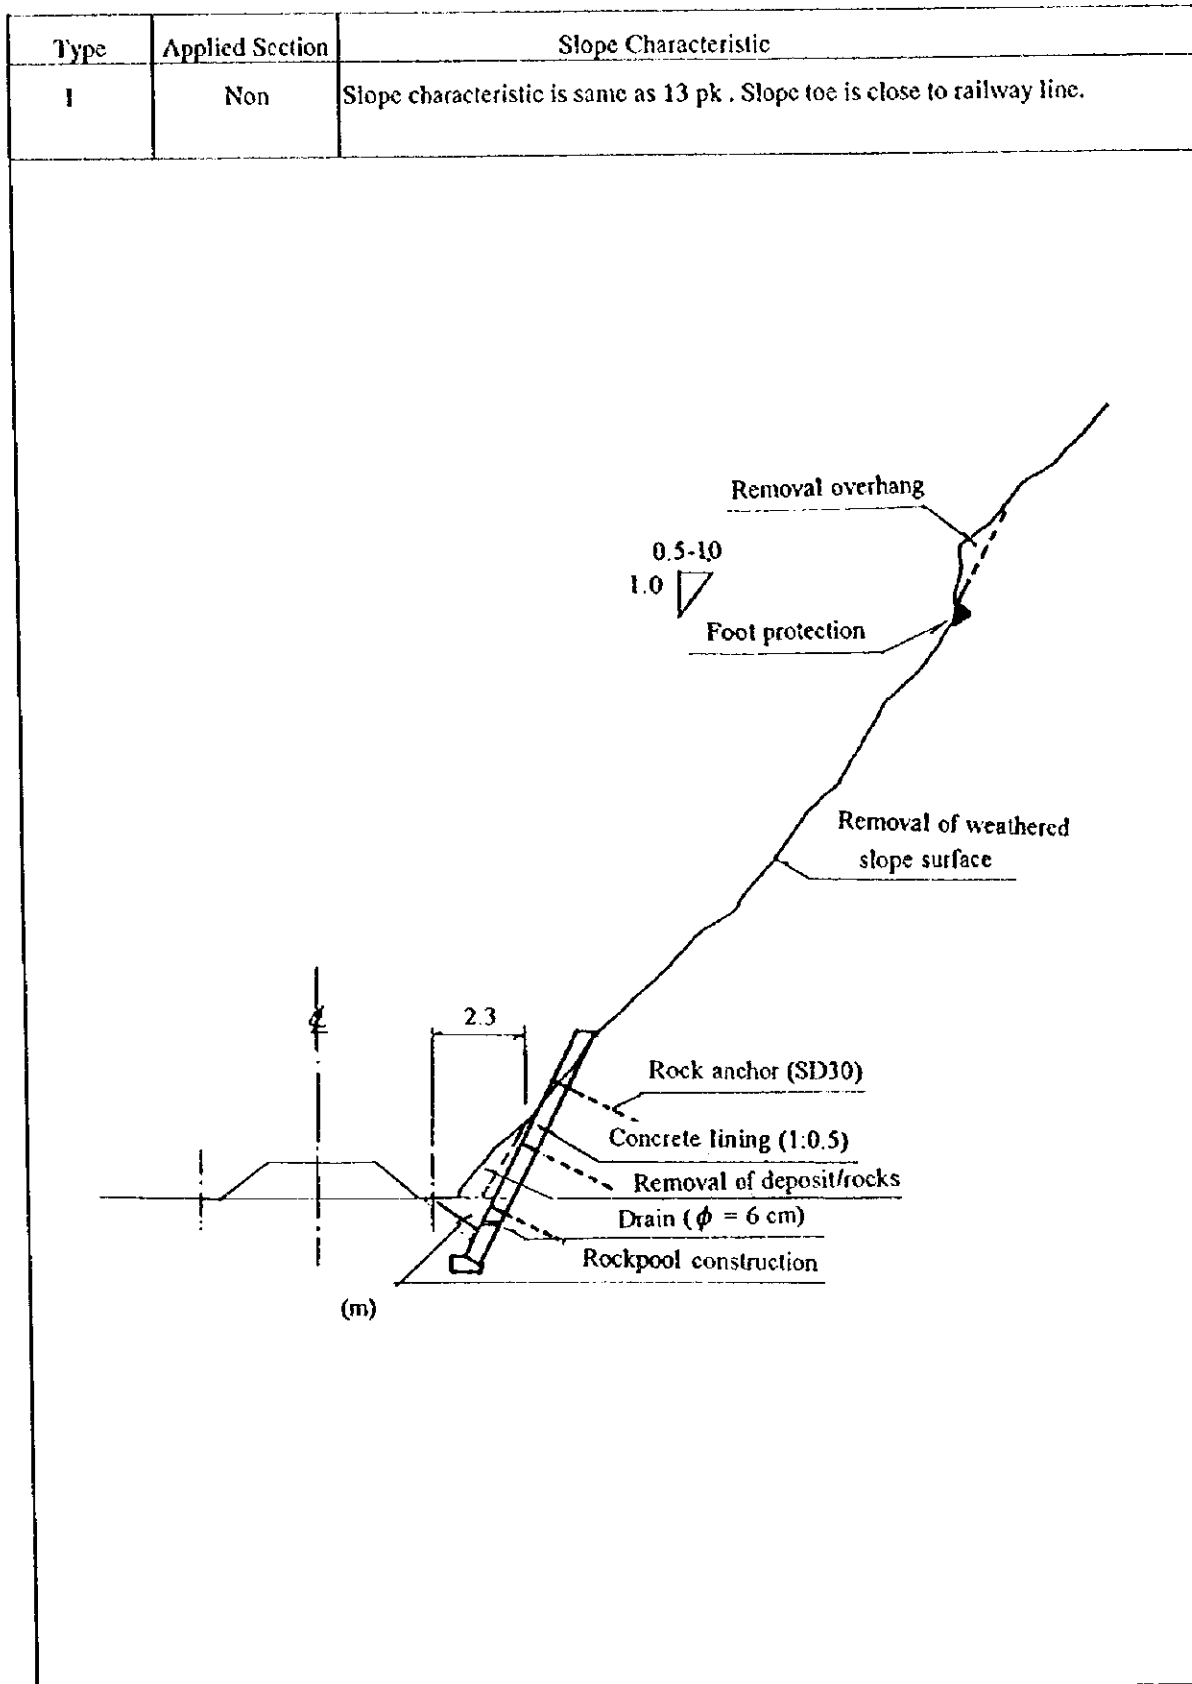 Type Applied Section Slope Characteristic
I Non Slope characteristic is same as 13 pk . Slope toe is close to railway line.
Removal overhang
0.5-1.0
1.0
Foot protection
Removal of weathered
slope surface
℄
2.3
Rock anchor (SD30)
Concrete lining (1:0.5)
Removal of deposit/rocks
Drain ( ϕ = 6 cm)
Rockpool construction
(m)